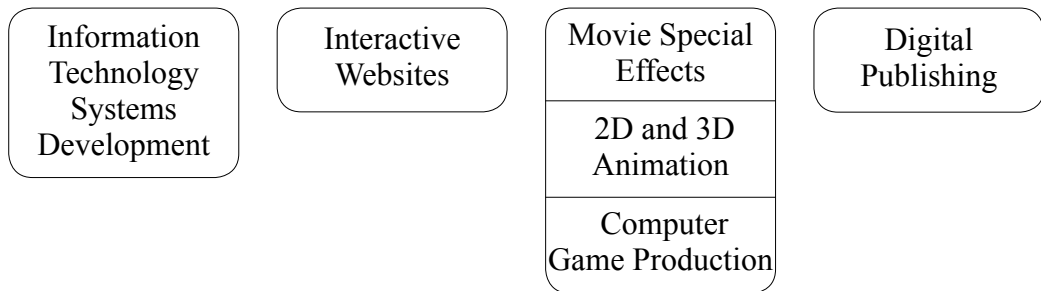 Information
Technology
Systems
Development
Interactive
Websites
Movie Special
Effects
2D and 3D
Animation
Computer
Game Production
Digital
Publishing